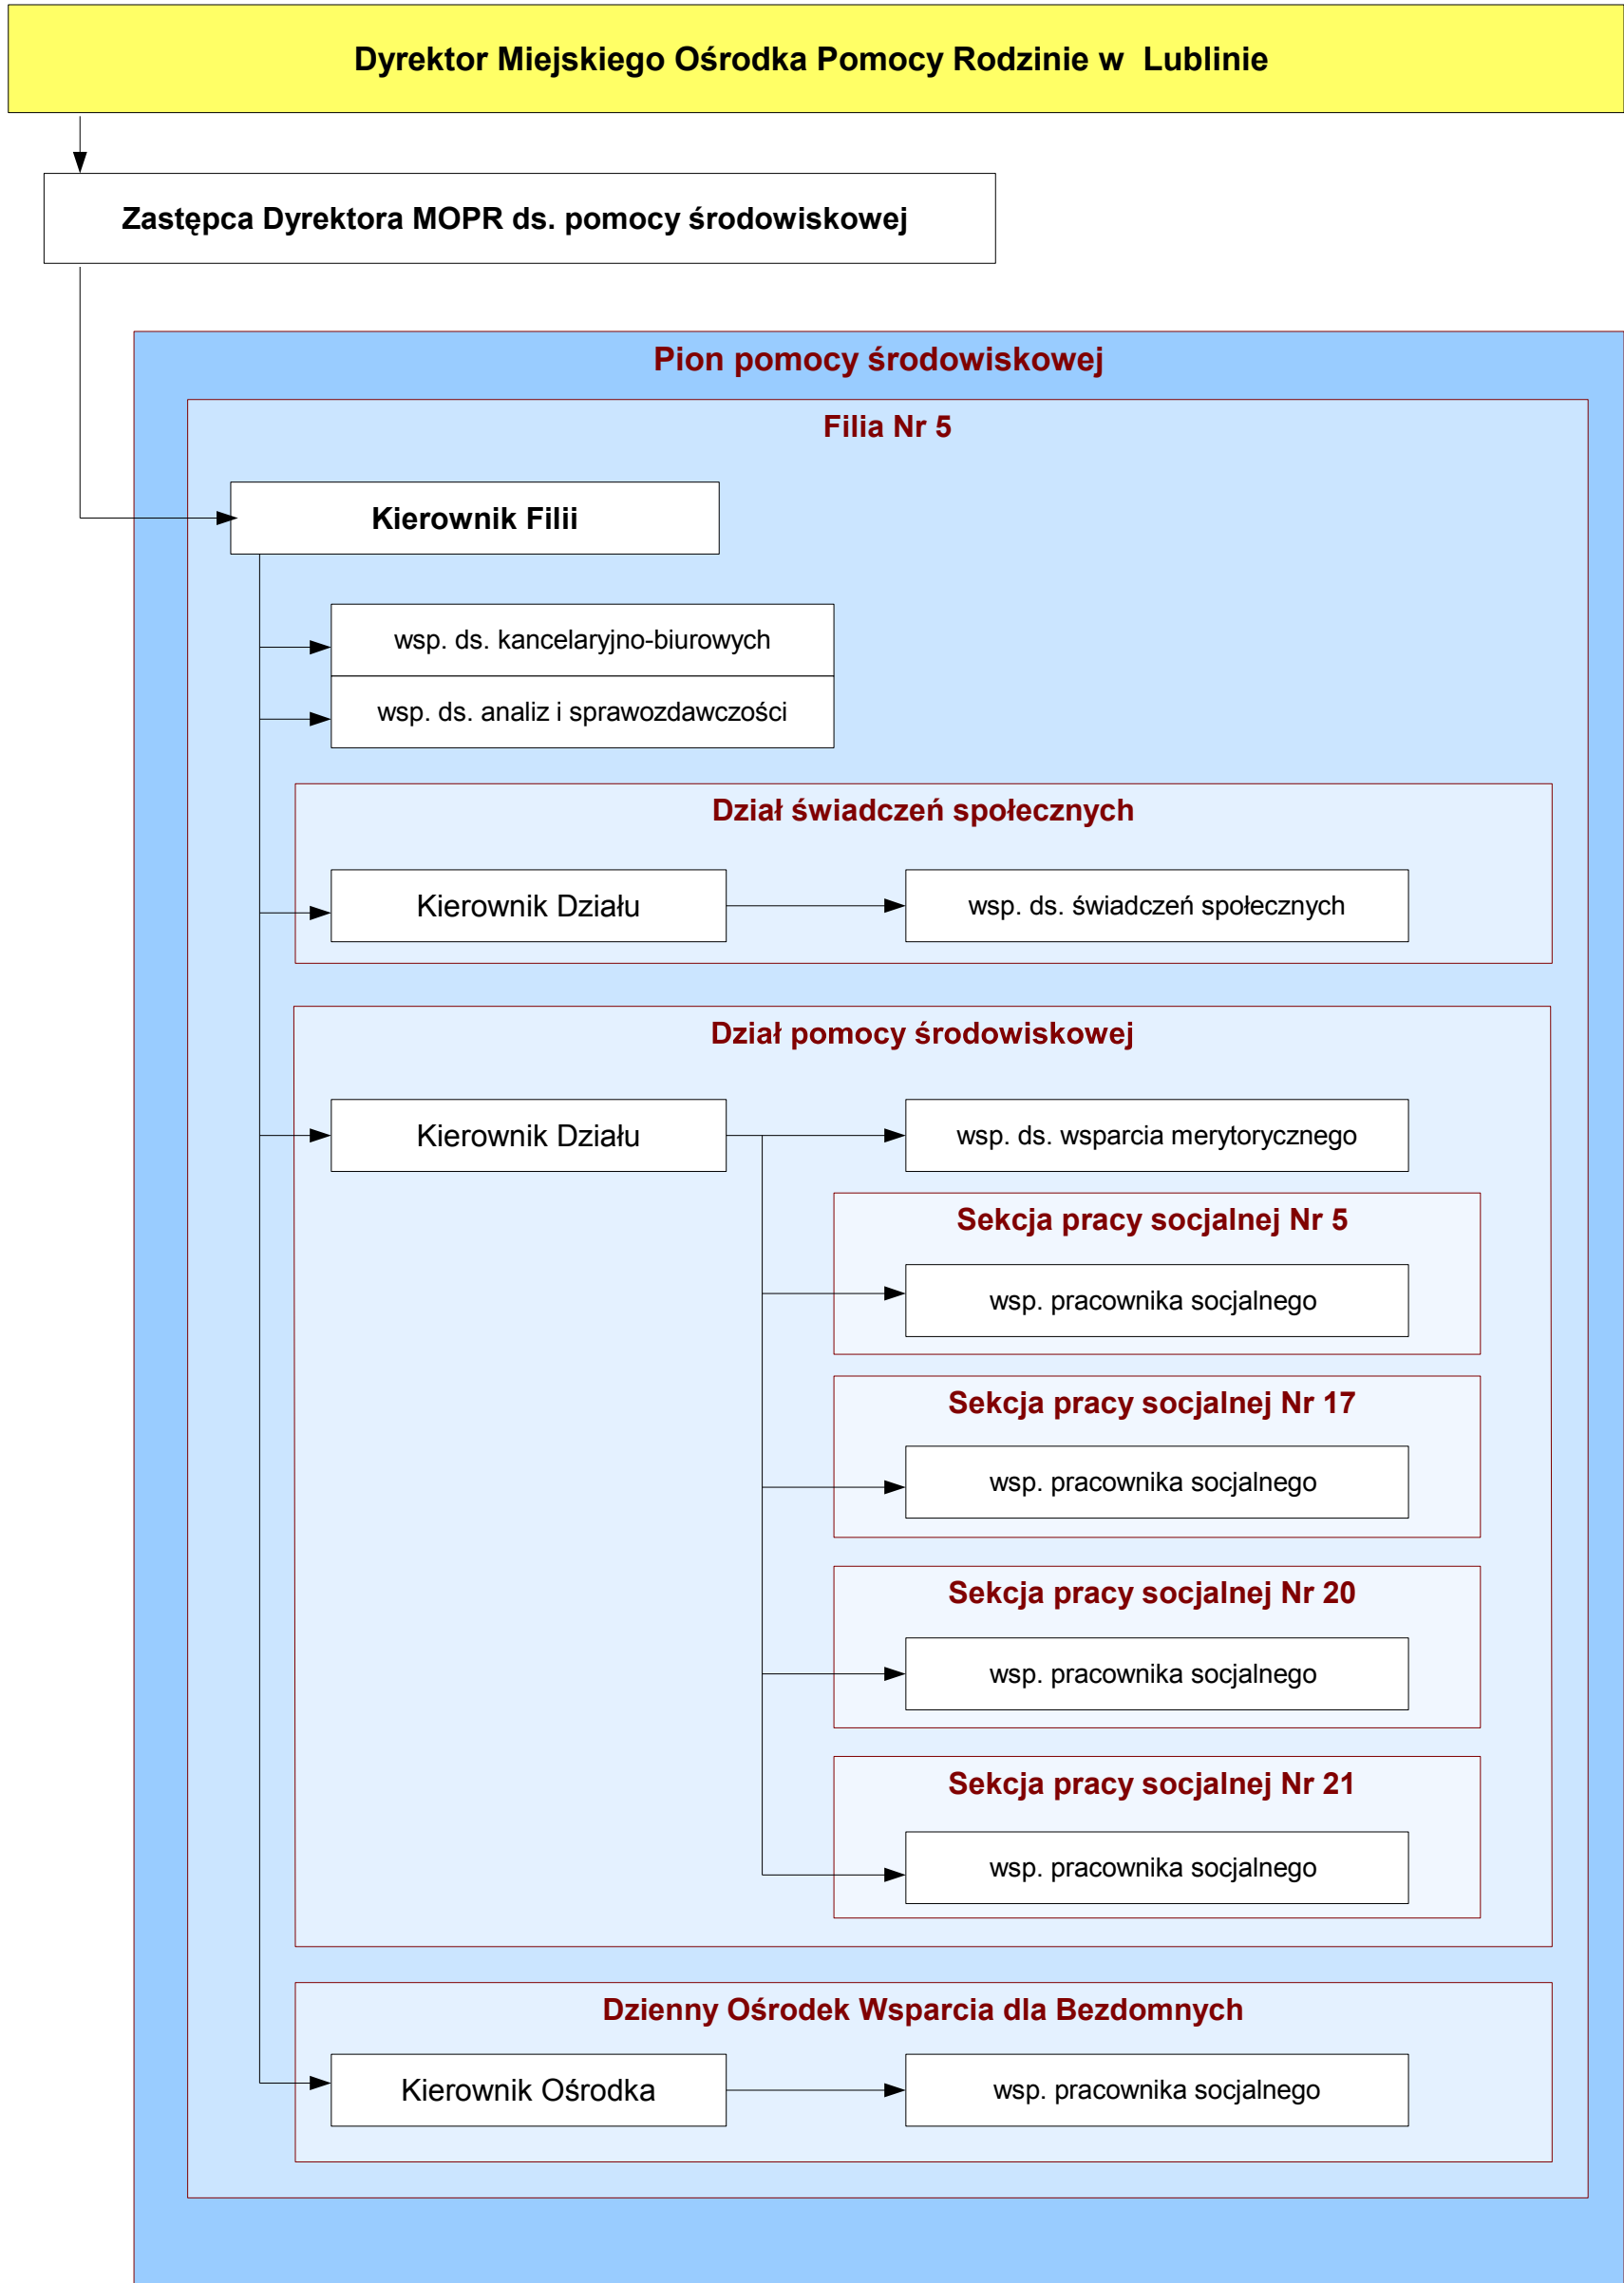 Dyrektor Miejskiego Ośrodka Pomocy Rodzinie w Lublinie
Zastępca Dyrektora MOPR ds. pomocy środowiskowej
Pion pomocy środowiskowej
Filia Nr 5
Kierownik Filii
wsp. ds. kancelaryjno-biurowych
wsp. ds. analiz i sprawozdawczości
Dział świadczeń społecznych
Kierownik Działu
wsp. ds. świadczeń społecznych
Dział pomocy środowiskowej
Kierownik Działu
wsp. ds. wsparcia merytorycznego
Sekcja pracy socjalnej Nr 5
wsp. pracownika socjalnego
Sekcja pracy socjalnej Nr 17
wsp. pracownika socjalnego
Sekcja pracy socjalnej Nr 20
wsp. pracownika socjalnego
Sekcja pracy socjalnej Nr 21
wsp. pracownika socjalnego
Dzienny Ośrodek Wsparcia dla Bezdomnych
Kierownik Ośrodka
wsp. pracownika socjalnego